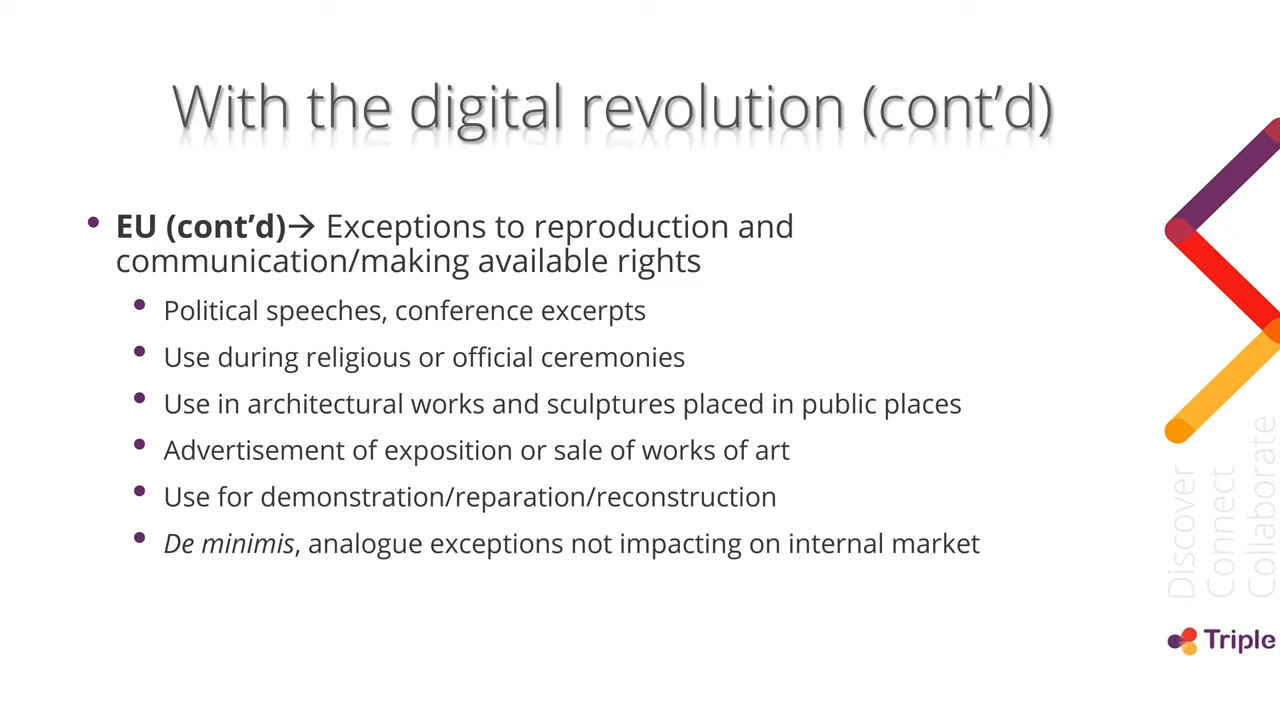 With the digital revolution (cont’d)
• EU (cont’d)→ Exceptions to reproduction and
communication/making available rights
• Political speeches, conference excerpts
• Use during religious or official ceremonies
• Use in architectural works and sculptures placed in public places
• Advertisement of exposition or sale of works of art
• Use for demonstration/reparation/reconstruction
• De minimis, analogue exceptions not impacting on internal market
Discover
Connect
Collaborate
Triple